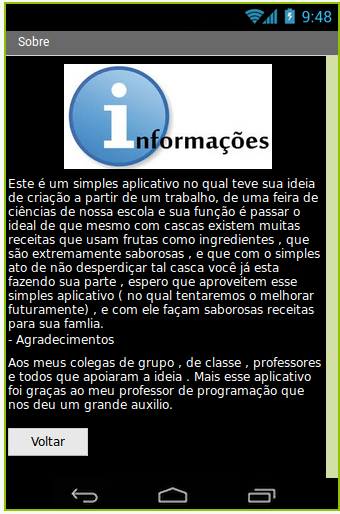 9:48
Sobre
informações
Este é um simples aplicativo no qual teve sua ideia
de criação a partir de um trabalho, de uma feira de
ciências de nossa escola e sua função é passar o
ideal de que mesmo com cascas existem muitas
receitas que usam frutas como ingredientes , que
são extremamente saborosas , e que com o simples
ato de não desperdiçar tal casca você já esta
fazendo sua parte , espero que aproveitem esse
simples aplicativo ( no qual tentaremos o melhorar
futuramente) , e com ele façam saborosas receitas
para sua famlia.
- Agradecimentos
Aos meus colegas de grupo , de classe , professores
e todos que apoiaram a ideia . Mais esse aplicativo
foi graças ao meu professor de programação que
nos deu um grande auxilio.
Voltar